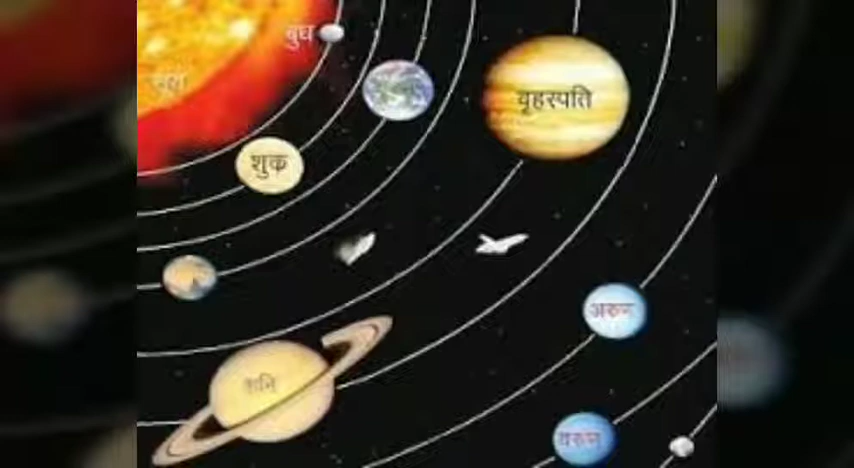 बुध
सूर्य
वृहस्पति
शुक्र
अरुण
शनि
वरुण